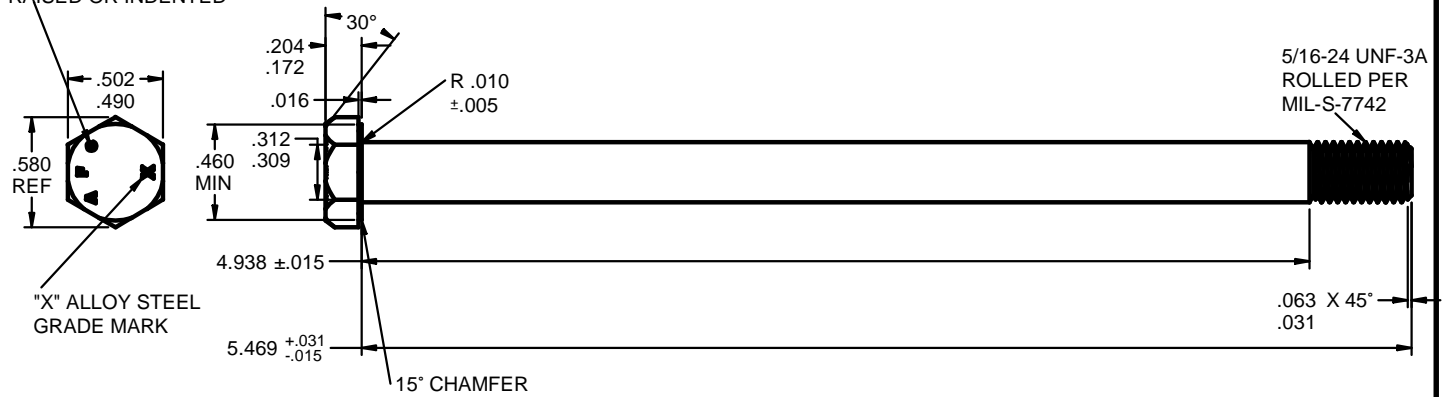 RAISED OR INDENTED
30°
.204
.172
5/16-24 UNF-3A
ROLLED PER
MIL-S-7742
.502
.490
R .010
±.005
.016
.312
.309
.580
REF
.460
MIN
F
X
A
4.938 ±.015
"X" ALLOY STEEL
GRADE MARK
.063 X 45°
.031
5.469 +.031
-.015
15° CHAMFER